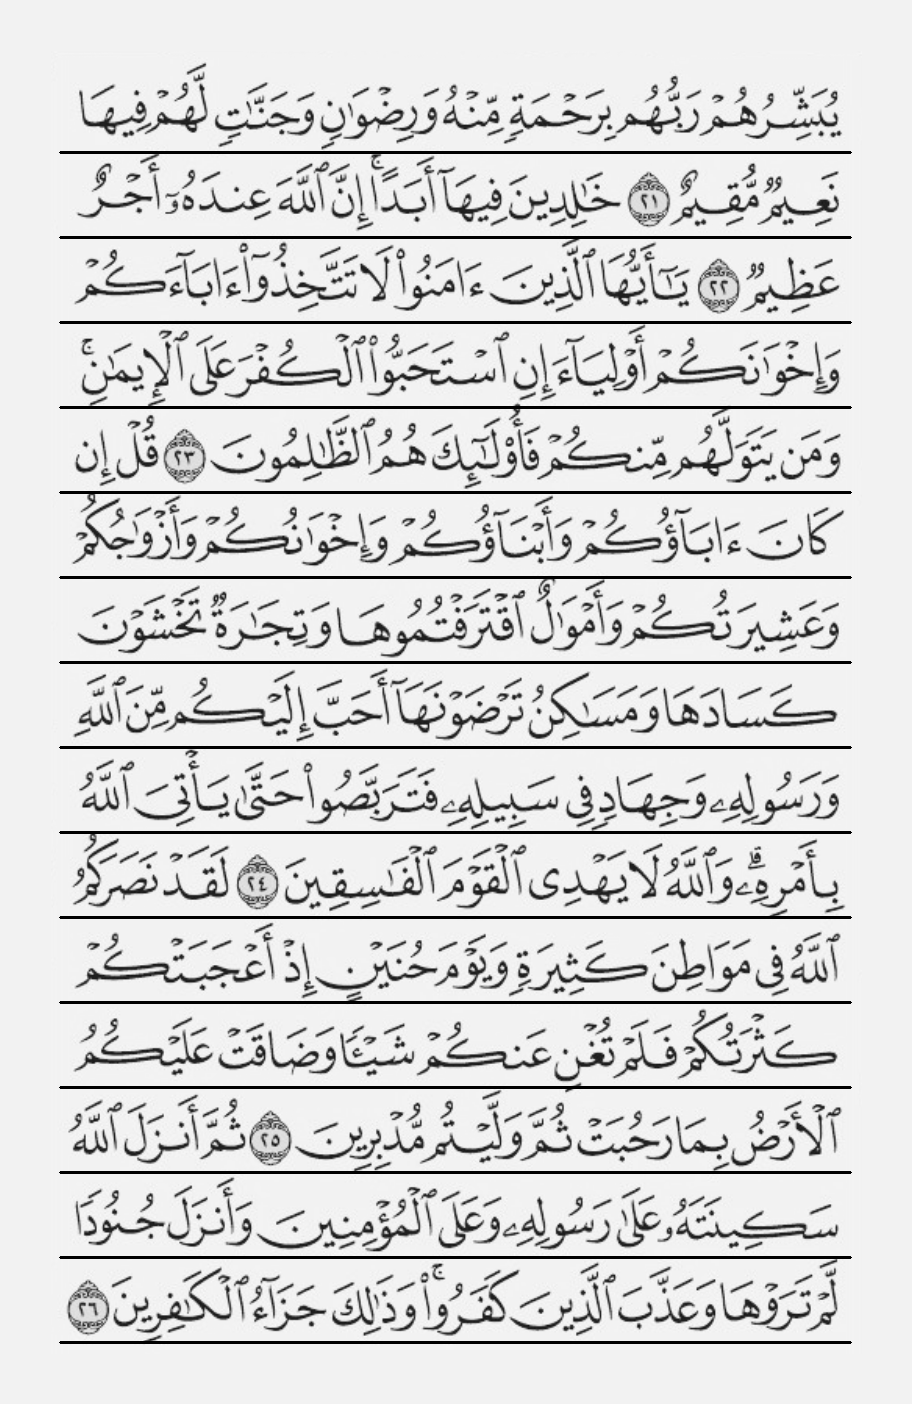 يُبَشِّرُهُمْ رَبُّهُم بِرَحْمَةٍ مِّنْهُ وَرِضْوَٰنٍ وَجَنَّـٰتٍ لَّهُمْ فِيهَا
نَعِيمٌ مُّقِيمٌ ٢١ خَـٰلِدِينَ فِيهَآ أَبَدًا ۚ إِنَّ ٱللَّهَ عِندَهُۥٓ أَجْرٌ
عَظِيمٌ ٢٢ يَـٰٓأَيُّهَا ٱلَّذِينَ ءَامَنُوا۟ لَا تَتَّخِذُوٓا۟ ءَابَآءَكُمْ
وَإِخْوَٰنَكُمْ أَوْلِيَآءَ إِنِ ٱسْتَحَبُّوا۟ ٱلْكُفْرَ عَلَى ٱلْإِيمَـٰنِ ۚ
وَمَن يَتَوَلَّهُم مِّنكُمْ فَأُو۟لَـٰٓئِكَ هُمُ ٱلظَّـٰلِمُونَ ٢٣ قُلْ إِن
كَانَ ءَابَآؤُكُمْ وَأَبْنَآؤُكُمْ وَإِخْوَٰنُكُمْ وَأَزْوَٰجُكُمْ
وَعَشِيرَتُكُمْ وَأَمْوَٰلٌ ٱقْتَرَفْتُمُوهَا وَتِجَـٰرَةٌ تَخْشَوْنَ
كَسَادَهَا وَمَسَـٰكِنُ تَرْضَوْنَهَآ أَحَبَّ إِلَيْكُم مِّنَ ٱللَّهِ
وَرَسُولِهِۦ وَجِهَادٍ فِى سَبِيلِهِۦ فَتَرَبَّصُوا۟ حَتَّىٰ يَأْتِىَ ٱللَّهُ
بِأَمْرِهِۦ ۗ وَٱللَّهُ لَا يَهْدِى ٱلْقَوْمَ ٱلْفَـٰسِقِينَ ٢٤ لَقَدْ نَصَرَكُمُ
ٱللَّهُ فِى مَوَاطِنَ كَثِيرَةٍ وَيَوْمَ حُنَيْنٍ إِذْ أَعْجَبَتْكُمْ
كَثْرَتُكُمْ فَلَمْ تُغْنِ عَنكُمْ شَيْـًٔا وَضَاقَتْ عَلَيْكُمُ
ٱلْأَرْضُ بِمَا رَحُبَتْ ثُمَّ وَلَّيْتُم مُّدْبِرِينَ ٢٥ ثُمَّ أَنزَلَ ٱللَّهُ
سَكِينَتَهُۥ عَلَىٰ رَسُولِهِۦ وَعَلَى ٱلْمُؤْمِنِينَ وَأَنزَلَ جُنُودًا
لَّمْ تَرَوْهَا وَعَذَّبَ ٱلَّذِينَ كَفَرُوا۟ ۚ وَذَٰلِكَ جَزَآءُ ٱلْكَـٰفِرِينَ ٢٦